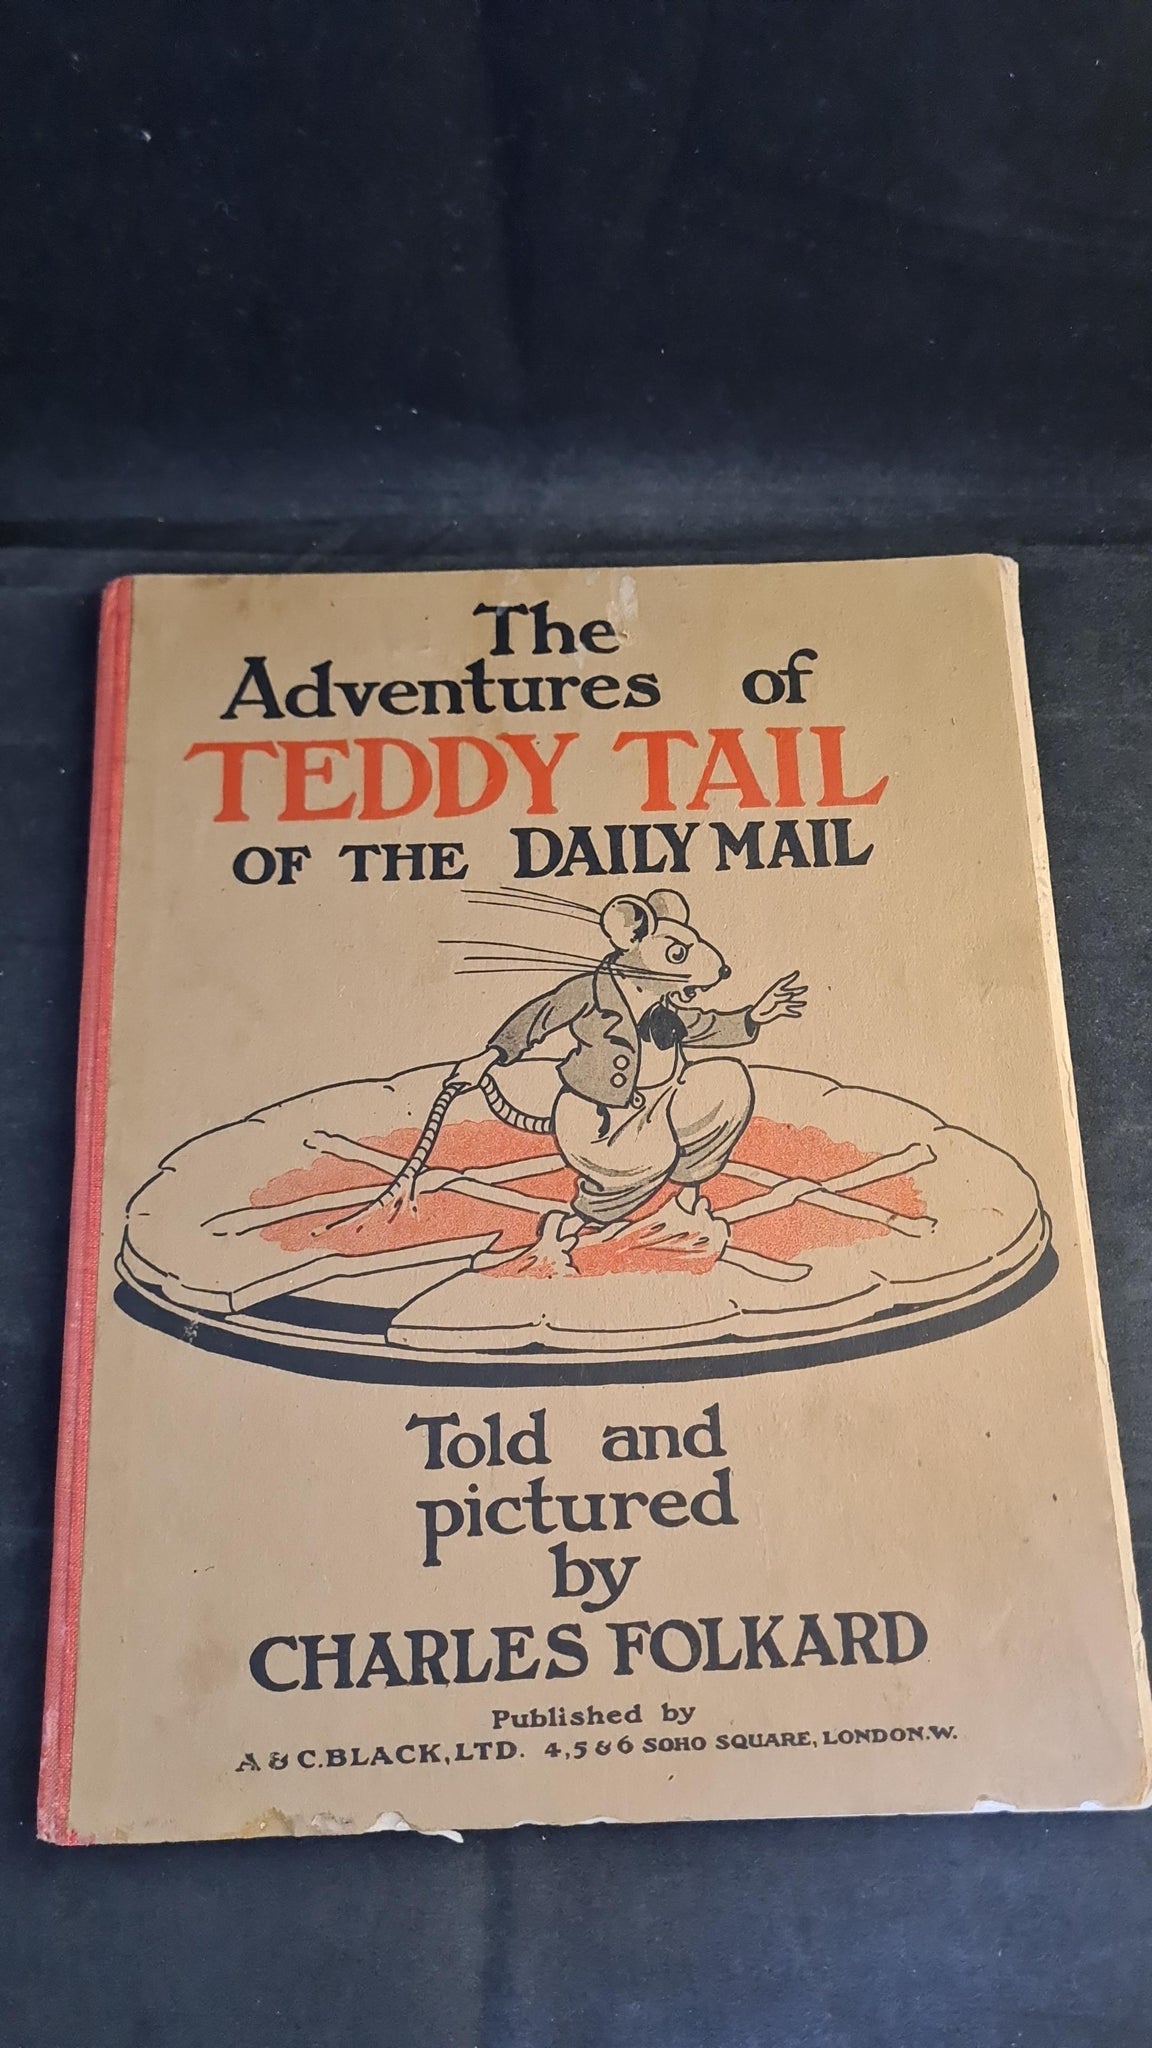 The
Adventures of
TEDDY TAIL
OF THE DAILY MAIL
Told and
pictured
by
CHARLES FOLKARD
Published by
A & C. BLACK, LTD. 4, 5 & 6 SOHO SQUARE, LONDON. W.